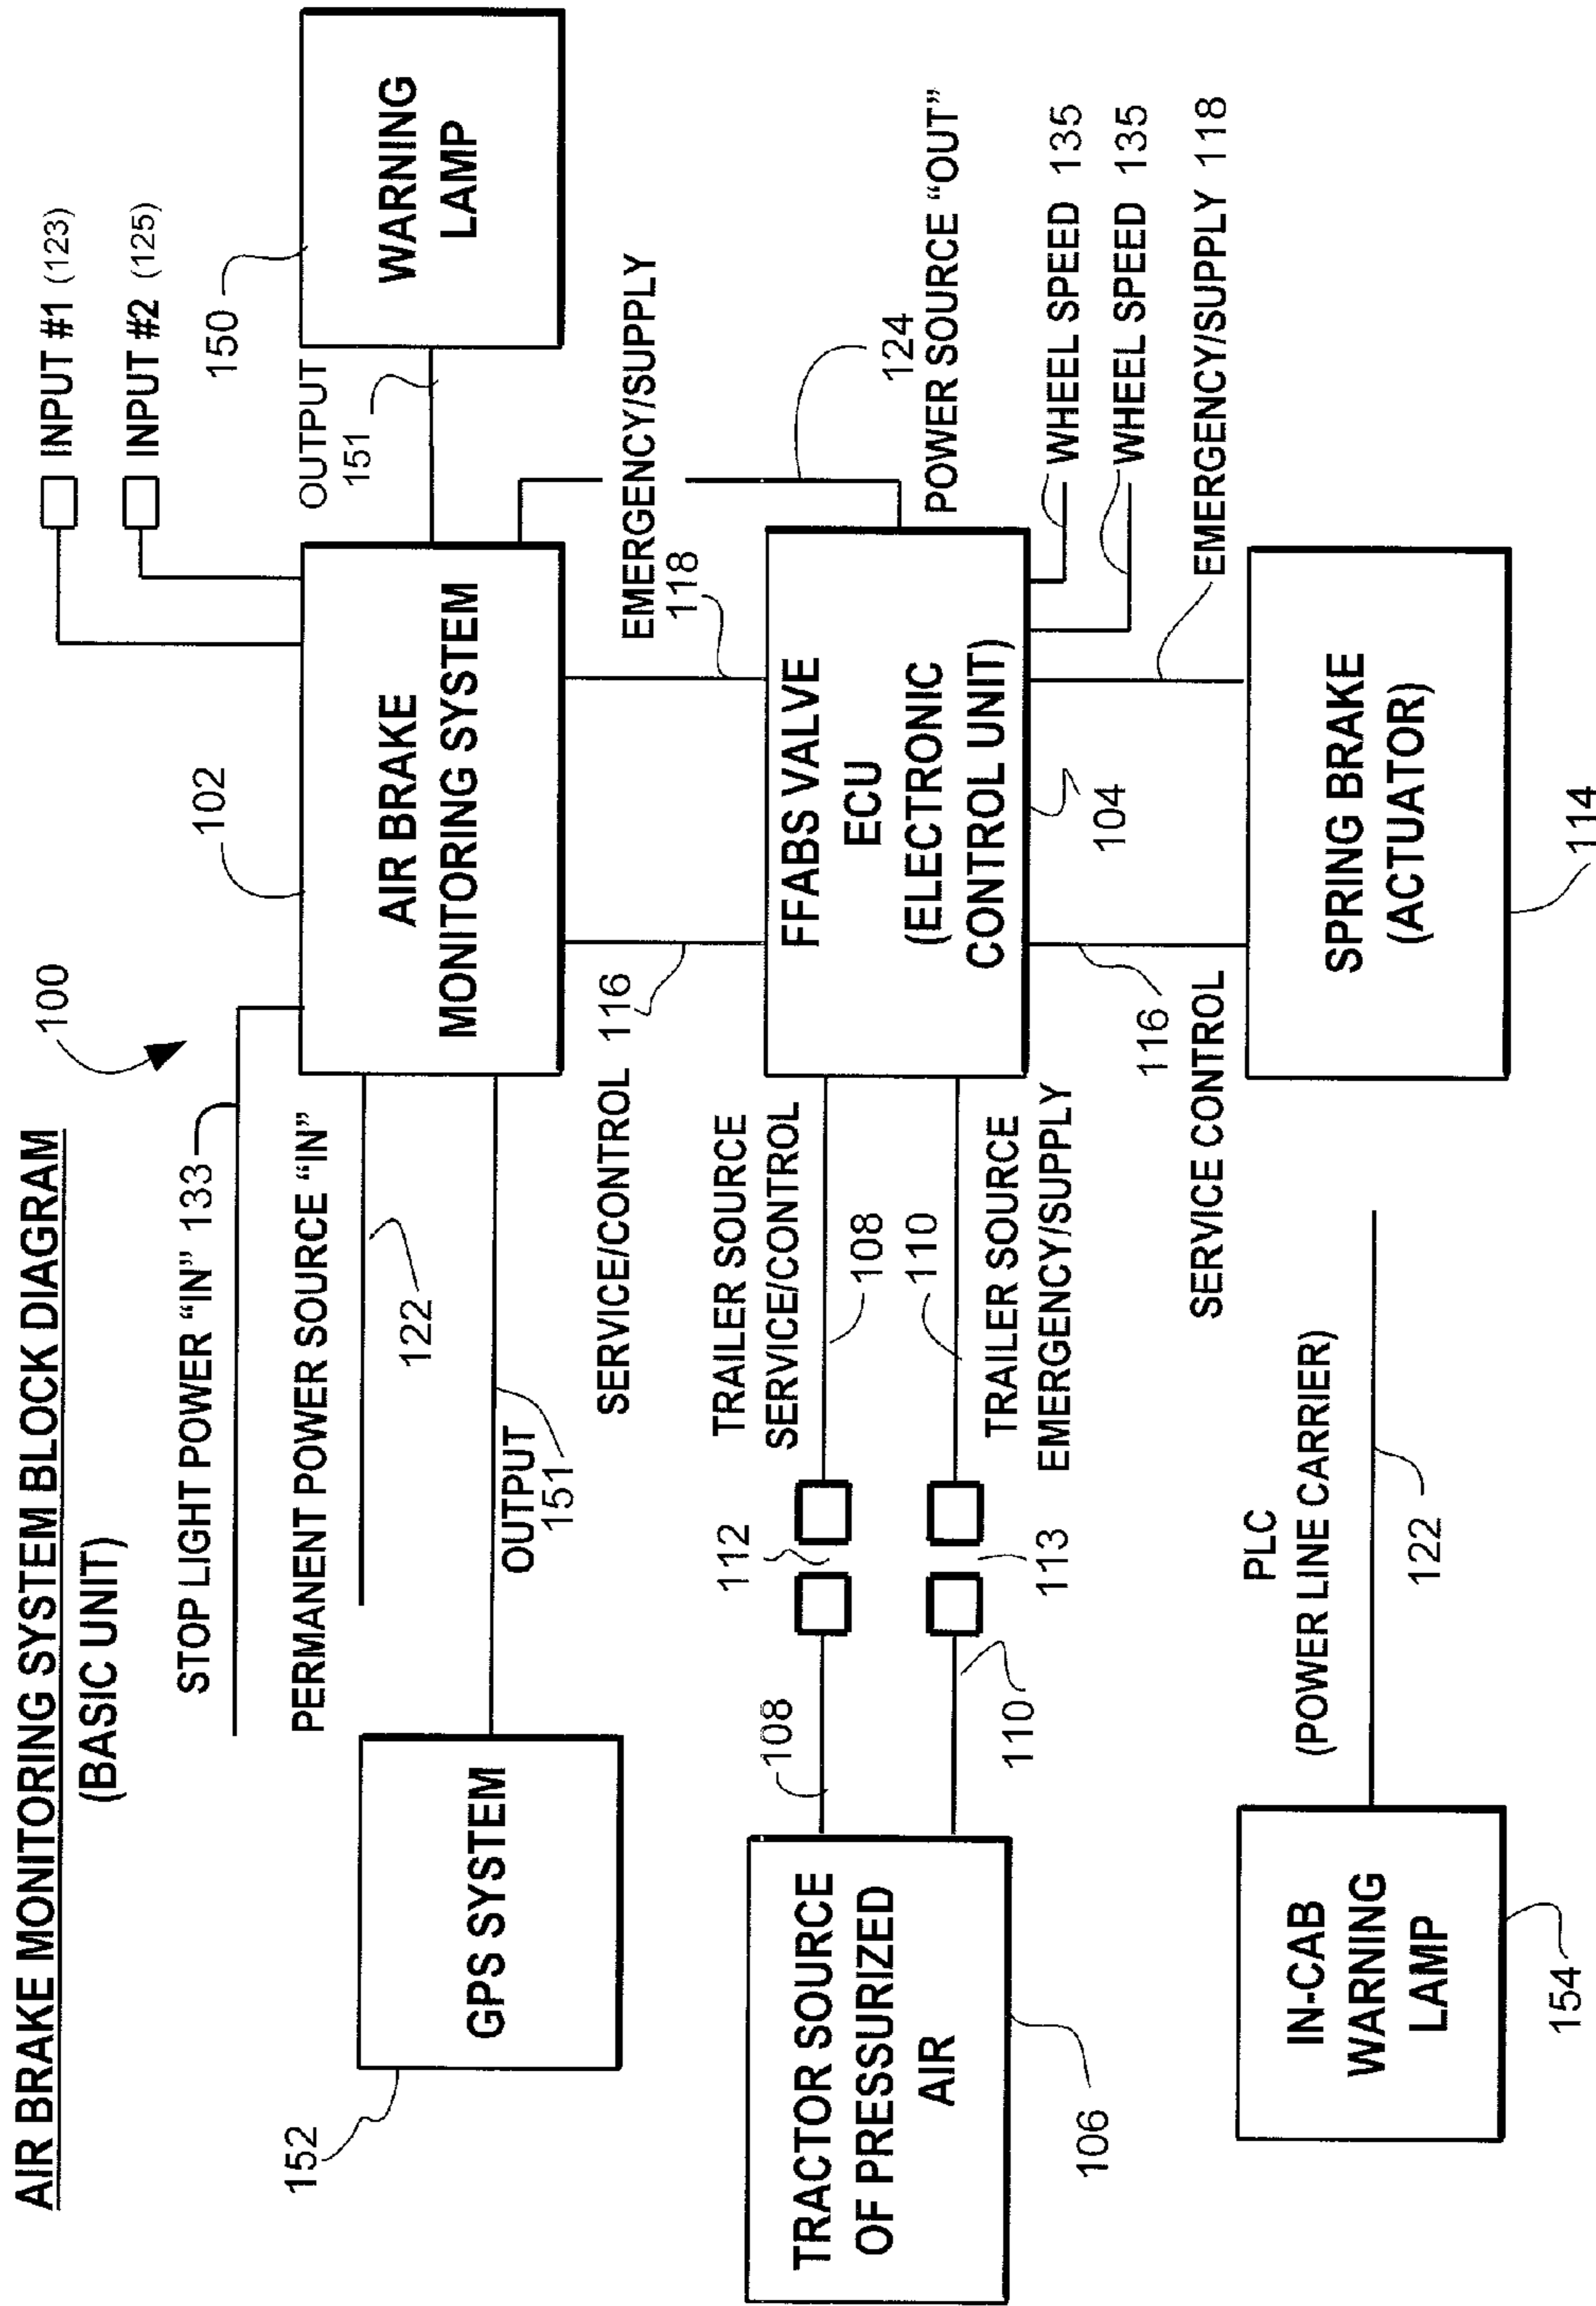 AIR BRAKE MONITORING SYSTEM BLOCK DIAGRAM
(BASIC UNIT)
100
STOP LIGHT POWER “IN” 133
102
INPUT #1 (123)
INPUT #2 (125)
PERMANENT POWER SOURCE “IN”
122
152
GPS SYSTEM
OUTPUT
151
AIR BRAKE
MONITORING SYSTEM
OUTPUT
151
150
WARNING
LAMP
SERVICE/CONTROL 116
EMERGENCY/SUPPLY
118
TRACTOR SOURCE
OF PRESSURIZED
AIR
106
108
110
112
113
TRAILER SOURCE
SERVICE/CONTROL
108
110
TRAILER SOURCE
EMERGENCY/SUPPLY
FFABS VALVE
ECU
(ELECTRONIC
CONTROL UNIT)
104
124
POWER SOURCE “OUT”
WHEEL SPEED 135
WHEEL SPEED 135
116
SERVICE CONTROL
EMERGENCY/SUPPLY 118
IN-CAB
WARNING
LAMP
154
PLC
(POWER LINE CARRIER)
122
SPRING BRAKE
(ACTUATOR)
114